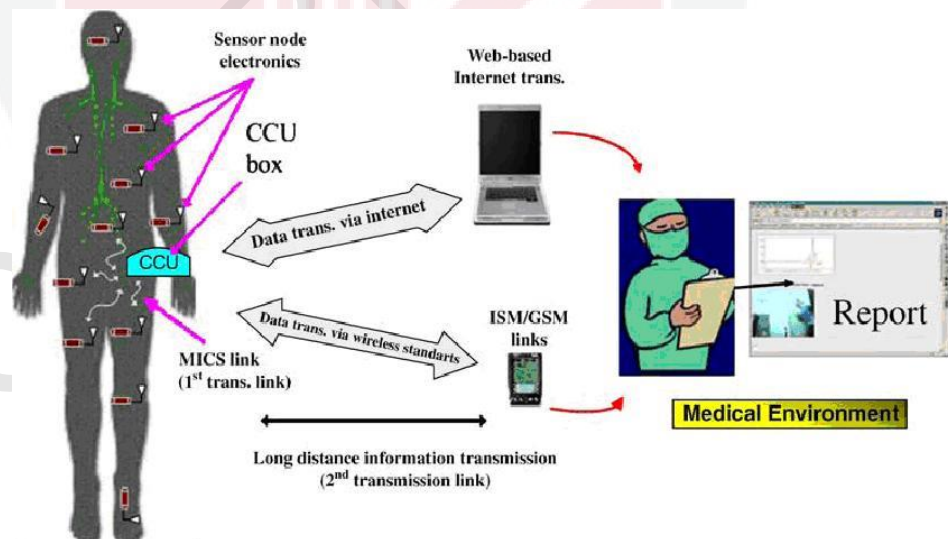 Sensor node
electronics
CCU
box
Web-based
Internet trans.
Data trans. via internet
CCU
MICS link
(1st trans. link)
Data trans. via wireless standarts
ISM/GSM
links
Long distance information transmission
(2nd transmission link)
Report
Medical Environment